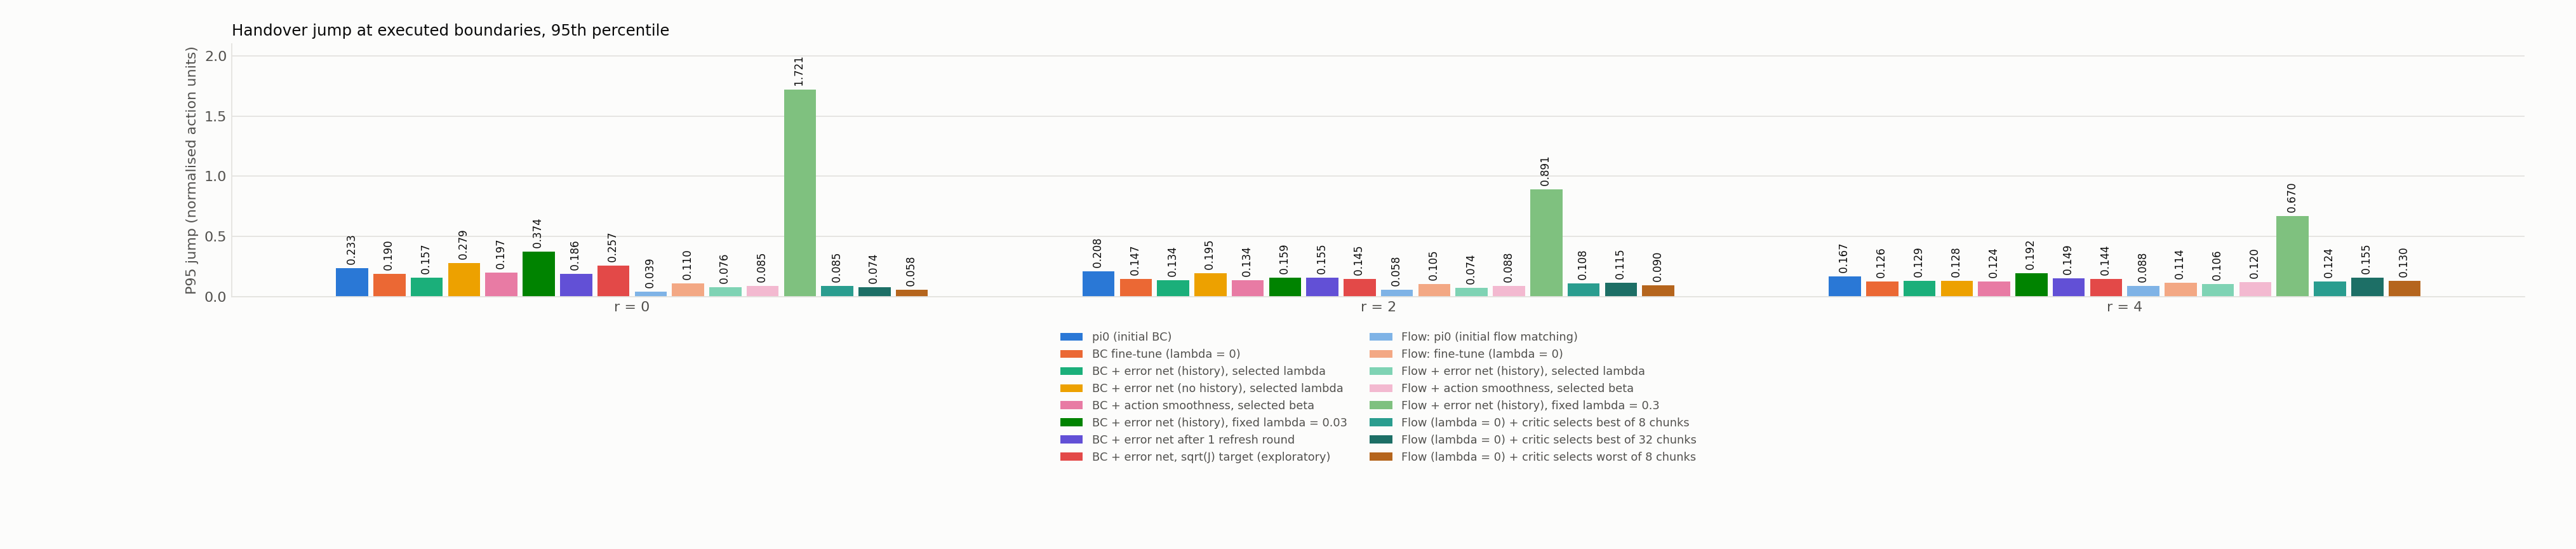 Handover jump at executed boundaries, 95th percentile
P95 jump (normalised action units)
2.0
1.5
1.0
0.5
0.0
0.233
0.190
0.157
0.279
0.197
0.374
0.186
0.257
0.039
0.110
0.076
0.085
1.721
0.085
0.074
0.058
0.208
0.147
0.134
0.195
0.134
0.159
0.155
0.145
0.058
0.105
0.074
0.088
0.891
0.108
0.115
0.090
0.167
0.126
0.129
0.128
0.124
0.192
0.149
0.144
0.088
0.114
0.106
0.120
0.670
0.124
0.155
0.130
r = 0
r = 2
r = 4
pi0 (initial BC)
BC fine-tune (lambda = 0)
BC + error net (history), selected lambda
BC + error net (no history), selected lambda
BC + action smoothness, selected beta
BC + error net (history), fixed lambda = 0.03
BC + error net after 1 refresh round
BC + error net, sqrt(J) target (exploratory)
Flow: pi0 (initial flow matching)
Flow: fine-tune (lambda = 0)
Flow + error net (history), selected lambda
Flow + action smoothness, selected beta
Flow + error net (history), fixed lambda = 0.3
Flow (lambda = 0) + critic selects best of 8 chunks
Flow (lambda = 0) + critic selects best of 32 chunks
Flow (lambda = 0) + critic selects worst of 8 chunks